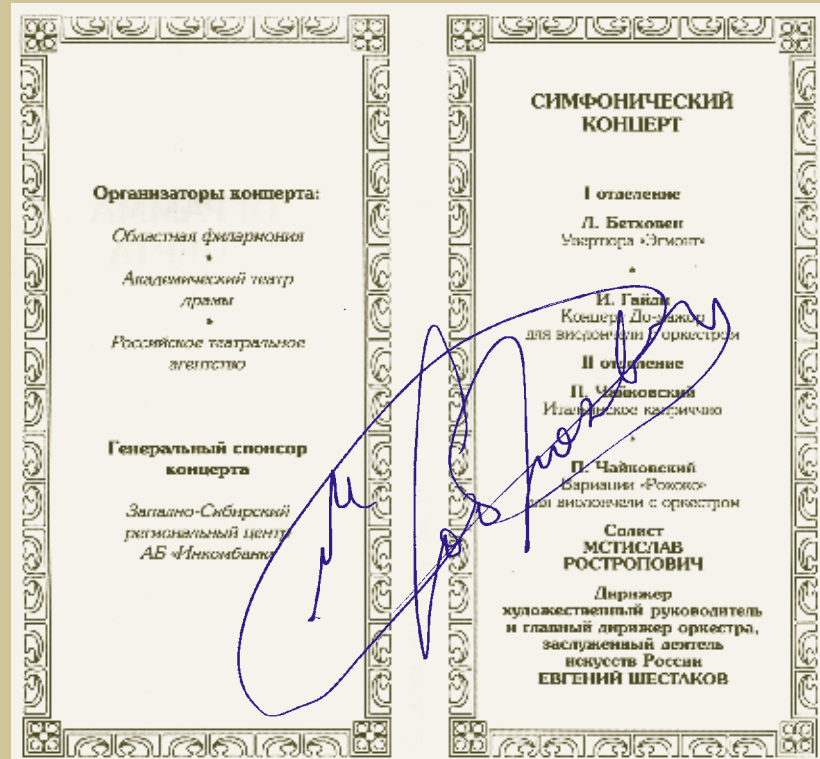 Организаторы концерта:
Областная филармония
*
Академический театр
драмы
*
Российское театральное
агентство
Генеральный спонсор
концерта
Западно-Сибирский
региональный центр
АБ «Инкомбанк»
СИМФОНИЧЕСКИЙ
КОНЦЕРТ
I отделение
Л. Бетховен
Увертюра «Эгмонт»
*
И. Гайдн
Концерт До-мажор
для виолончели с оркестром
II отделение
П. Чайковский
Итальянское каприччио
*
П. Чайковский
Вариации «Рококо»
для виолончели с оркестром
Солист
МСТИСЛАВ
РОСТРОПОВИЧ
Дирижер
художественный руководитель
и главный дирижер оркестра,
заслуженный деятель
искусств России
ЕВГЕНИЙ ШЕСТАКОВ